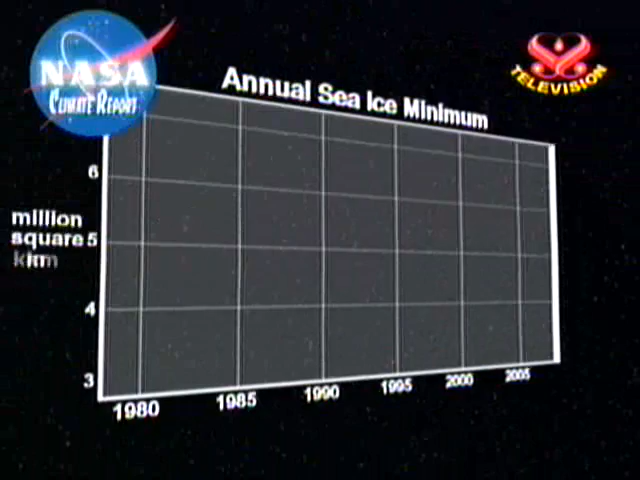 NASA
CLIMATE REPORT
TELEVISION
Annual Sea Ice Minimum
6
million
square 5
km
4
3
1980 1985 1990 1995 2000 2005